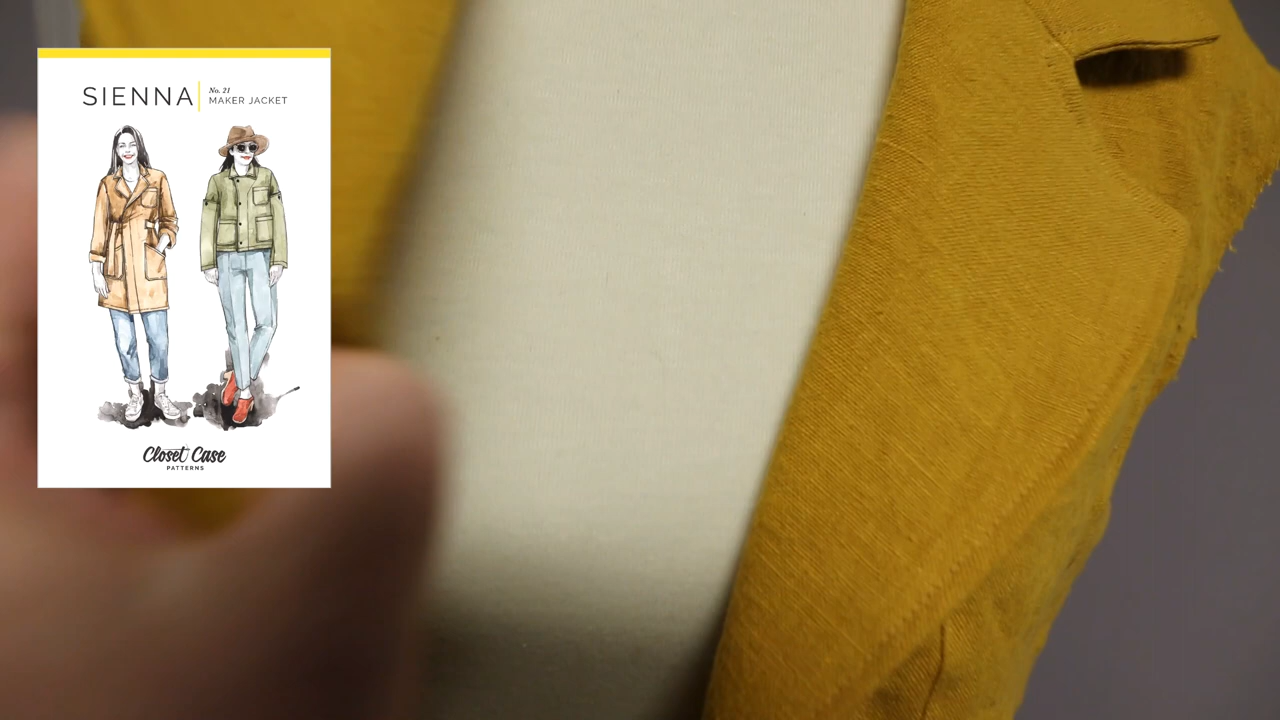 SIENNA
No. 21
MAKER JACKET
Closet Case
PATTERNS